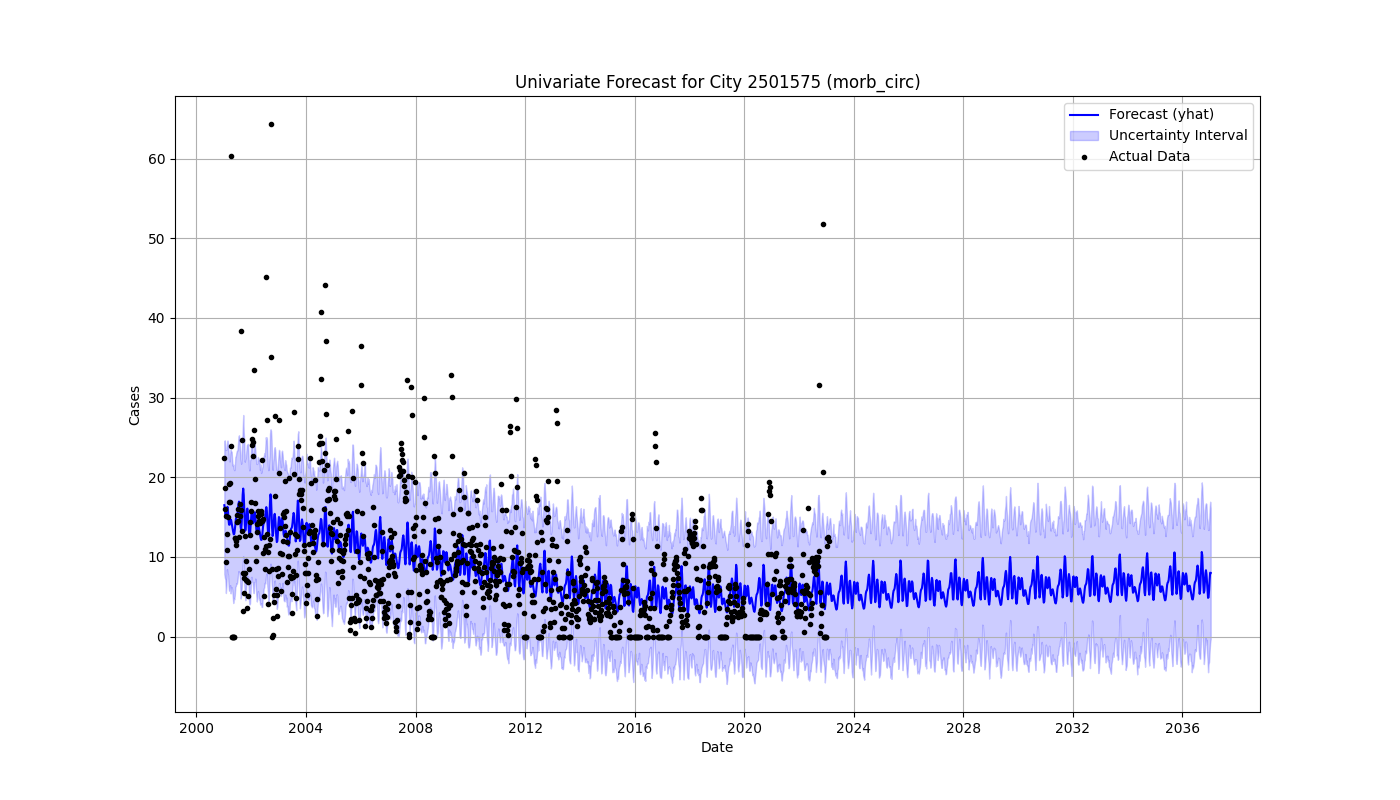 Univariate Forecast for City 2501575 (morb_circ)
Forecast (yhat)
Uncertainty Interval
Actual Data
Cases
60
50
40
30
20
10
0
2000 2004 2008 2012 2016 2020 2024 2028 2032 2036
Date